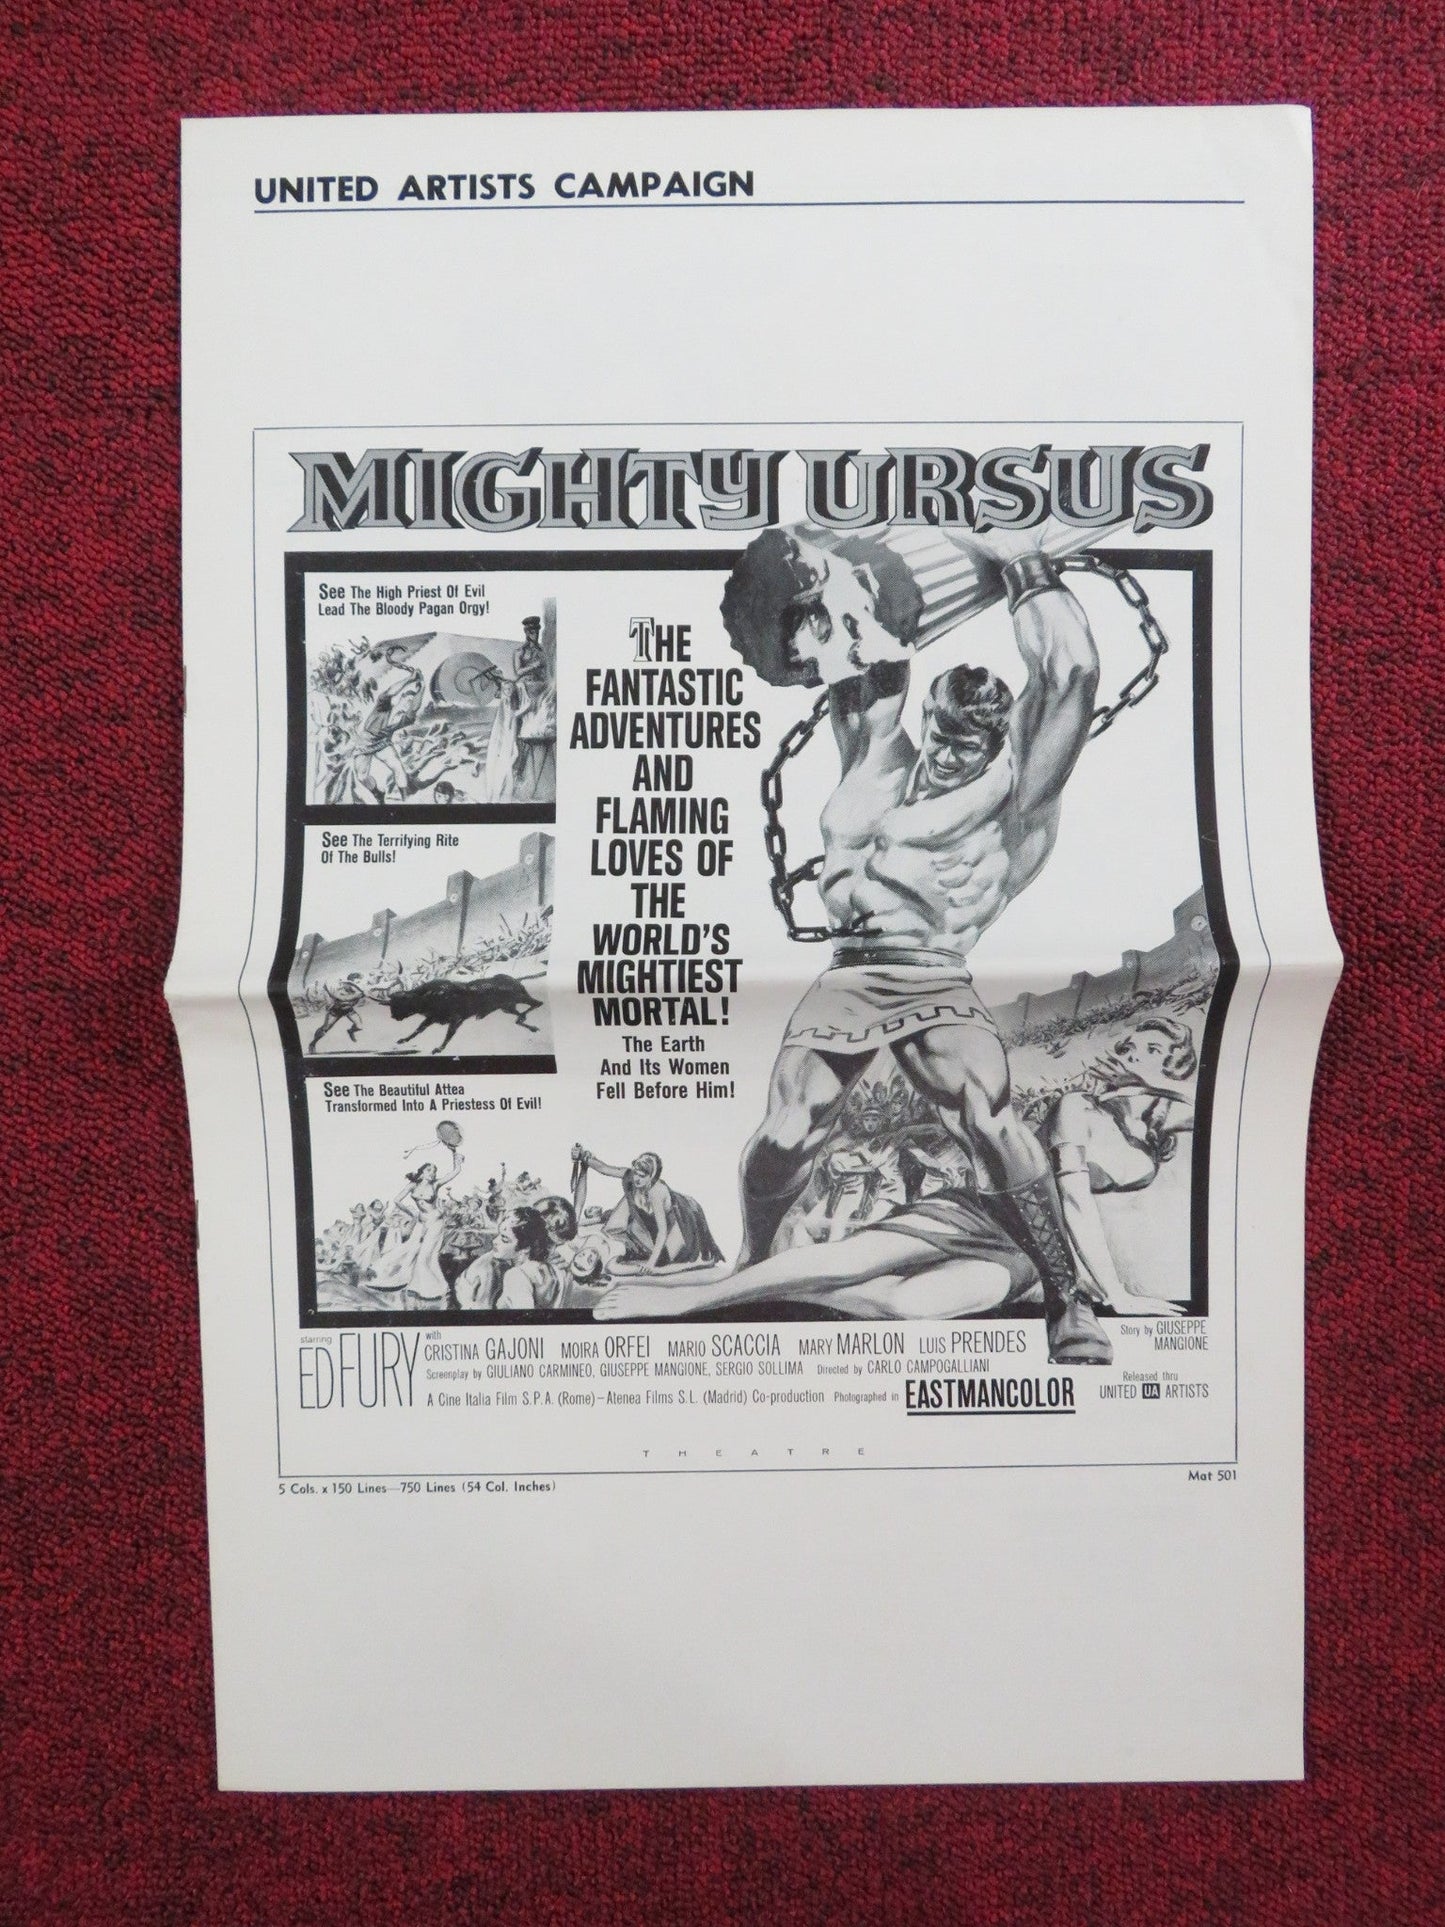 UNITED ARTISTS CAMPAIGN
MIGHTY URSUS
See The High Priest Of Evil
Lead The Bloody Pagan Orgy!
See The Terrifying Rite
Of The Bulls!
See The Beautiful Attea
Transformed Into A Priestess Of Evil!
THE
FANTASTIC
ADVENTURES
AND
FLAMING
LOVES OF
THE
WORLD'S
MIGHTIEST
MORTAL!
The Earth
And Its Women
Fell Before Him!
starring
ED FURY
with
CRISTINA GAJONI MOIRA ORFEI MARIO SCACCIA MARY MARLON LUIS PRENDES
Screenplay by GIULIANO CARMINEO, GIUSEPPE MANGIONE, SERGIO SOLLIMA Directed by CARLO CAMPOGALLIANI
A Cine Italia Film S.P.A. (Rome)–Atenea Films S.L. (Madrid) Co-production Photographed in EASTMANCOLOR
Story by GIUSEPPE
MANGIONE
Released thru
UNITED UA ARTISTS
THEATRE
5 Cols. x 150 Lines—750 Lines (54 Col. Inches)
Mat 501